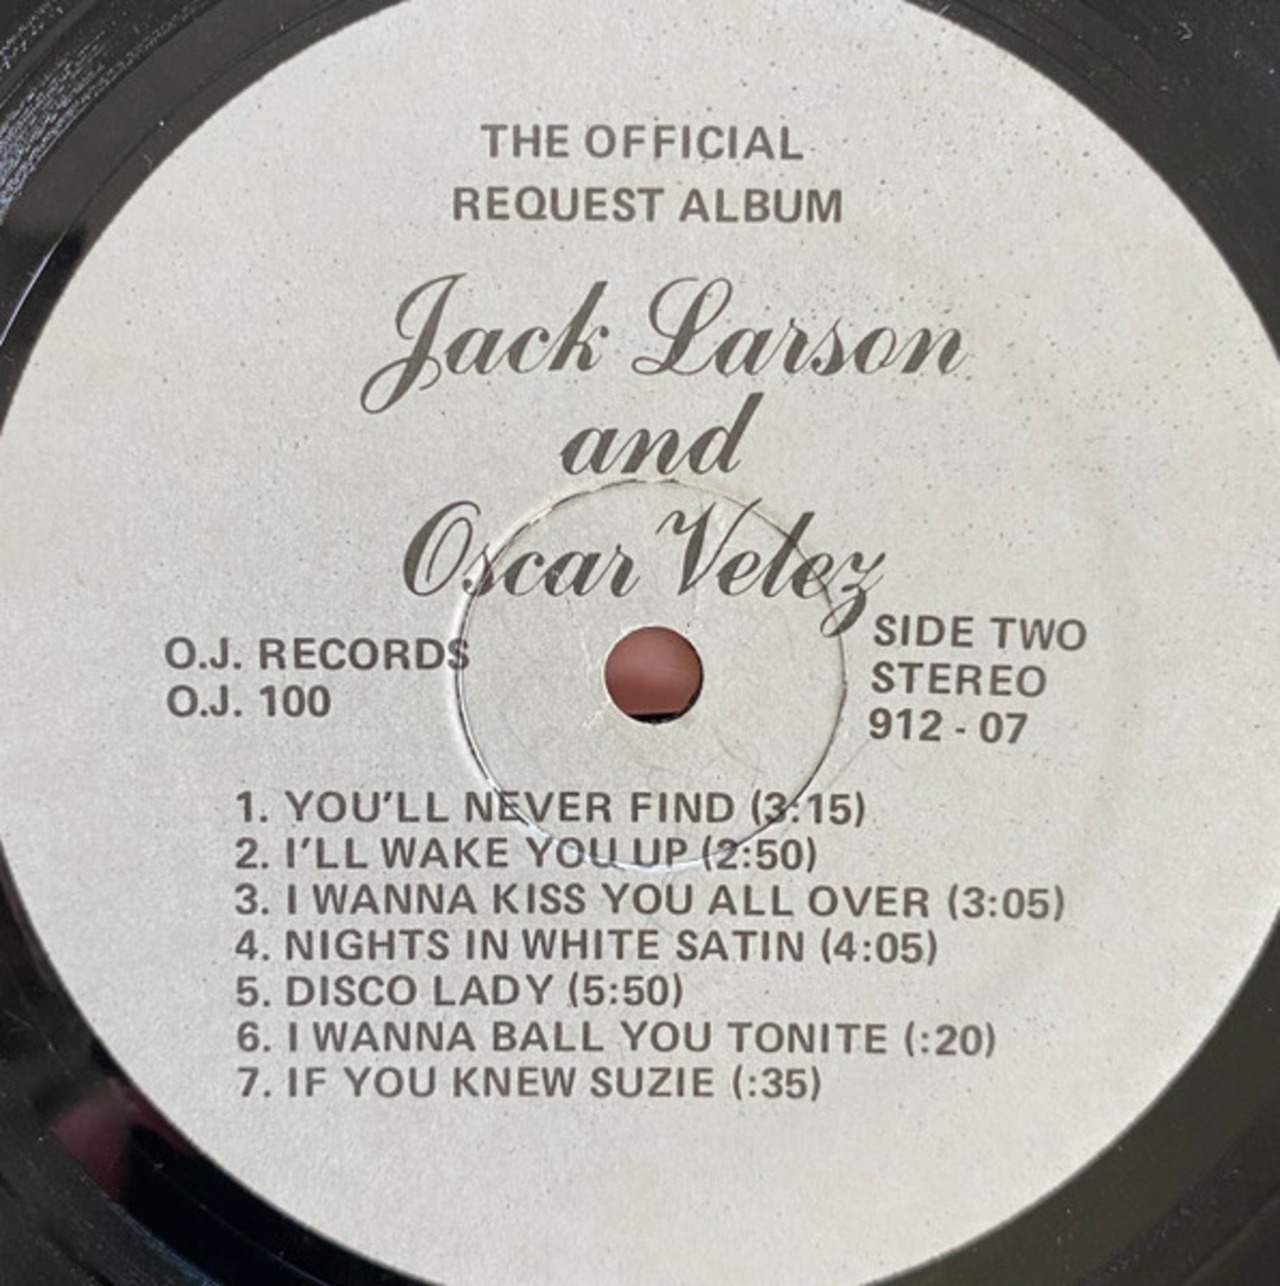 THE OFFICIAL
REQUEST ALBUM
Jack Larson
and
Oscar Velez
O.J. RECORDS
O.J. 100
SIDE TWO
STEREO
912 - 07
1. YOU'LL NEVER FIND (3:15)
2. I'LL WAKE YOU UP (2:50)
3. I WANNA KISS YOU ALL OVER (3:05)
4. NIGHTS IN WHITE SATIN (4:05)
5. DISCO LADY (5:50)
6. I WANNA BALL YOU TONITE (:20)
7. IF YOU KNEW SUZIE (:35)